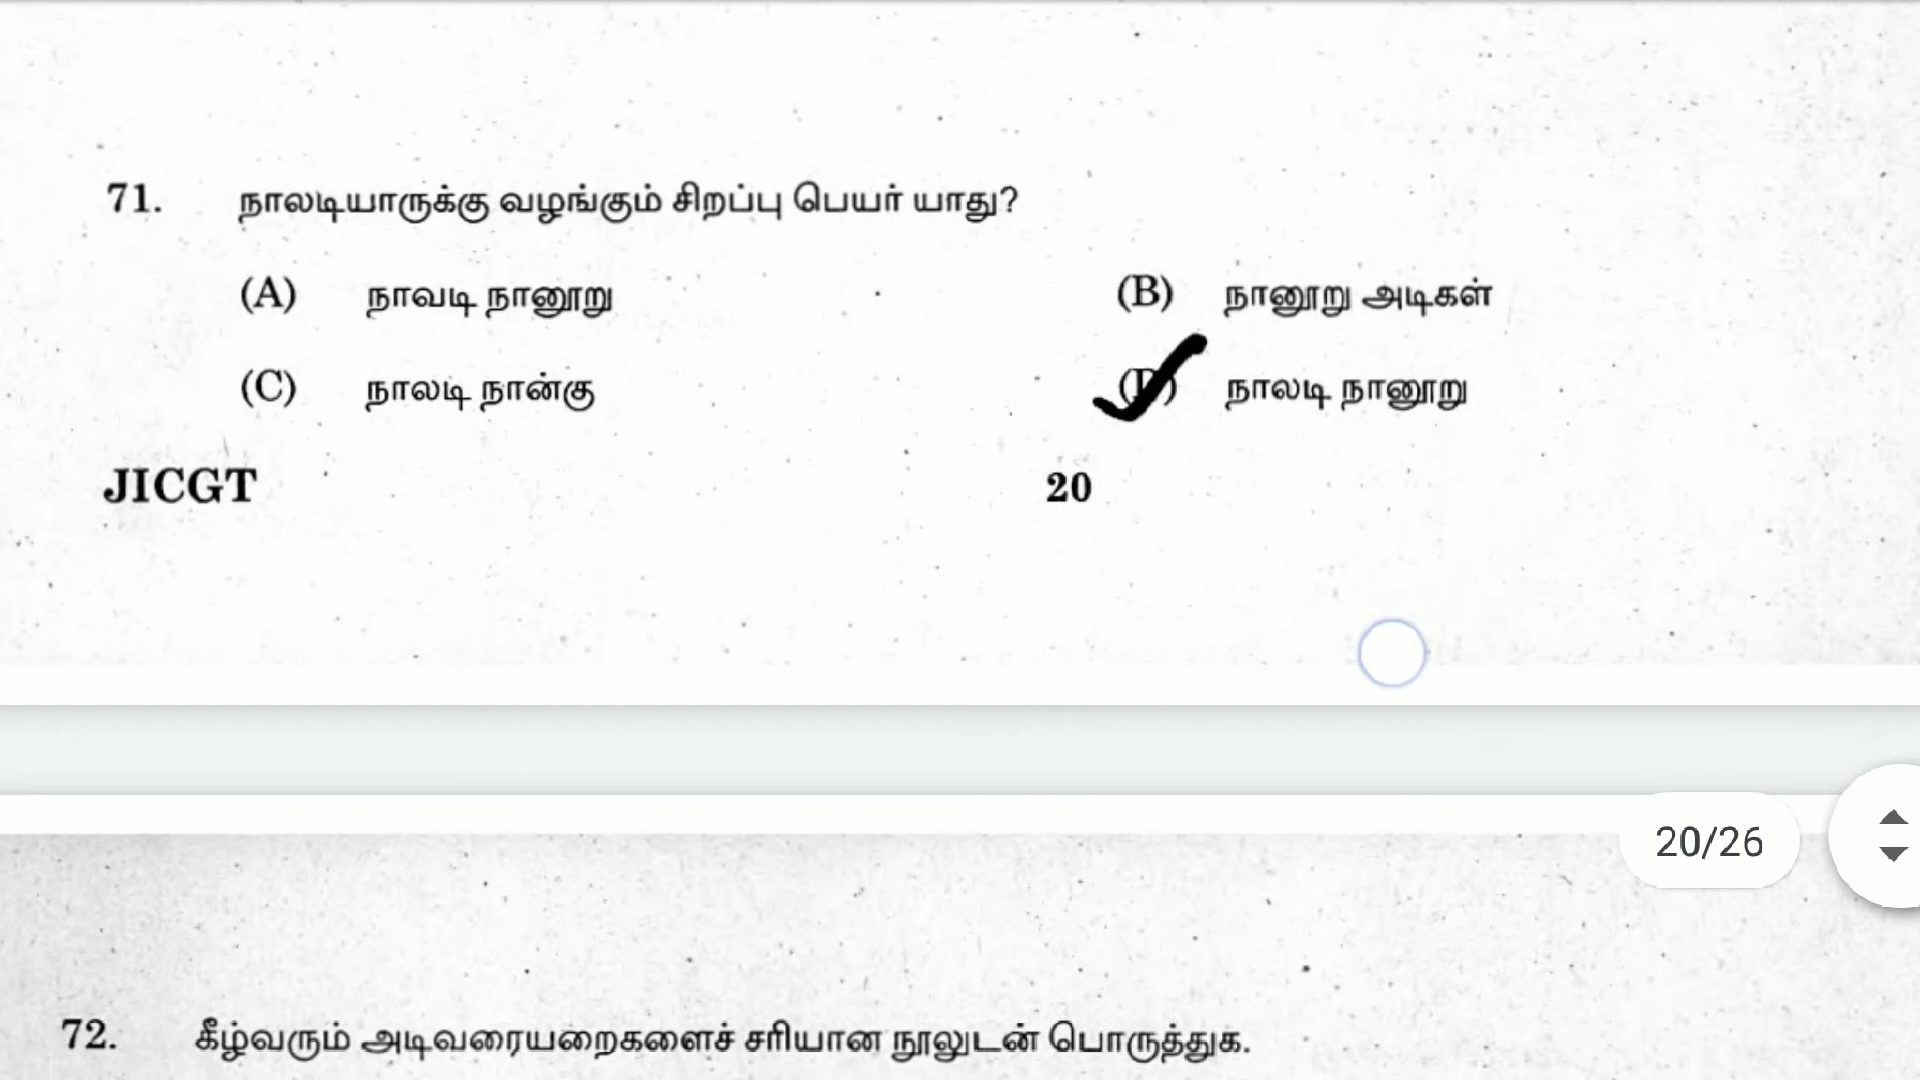 71. நாலடியாருக்கு வழங்கும் சிறப்பு பெயர் யாது?
(A) நாவடி நானூறு (B) நானூறு அடிகள்
(C) நாலடி நான்கு (D) நாலடி நானூறு
JICGT 20
20/26
72. கீழ்வரும் அடிவரையறைகளைச் சரியான நூலுடன் பொருத்துக.